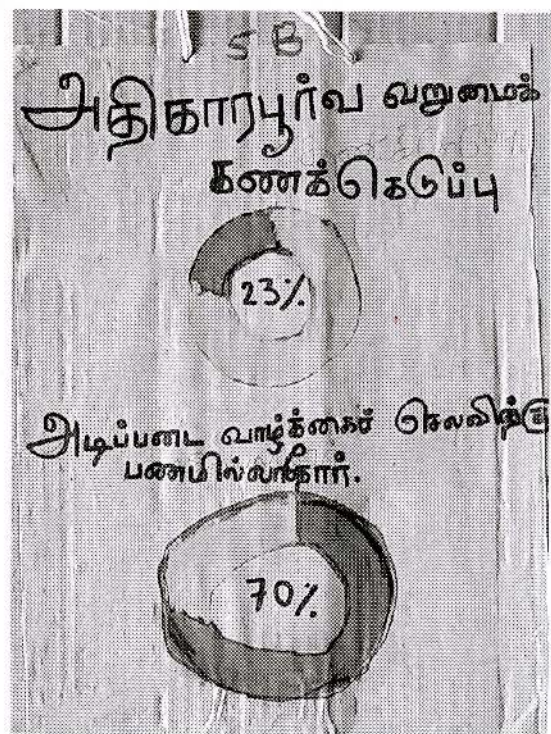 5B
அதிகாரபூர்வ வறுமைக்
கணக்கெடுப்பு
23%
அடிப்படை வாழ்க்கைச் செலவிற்கு
பணமில்லாதோர்.
70%